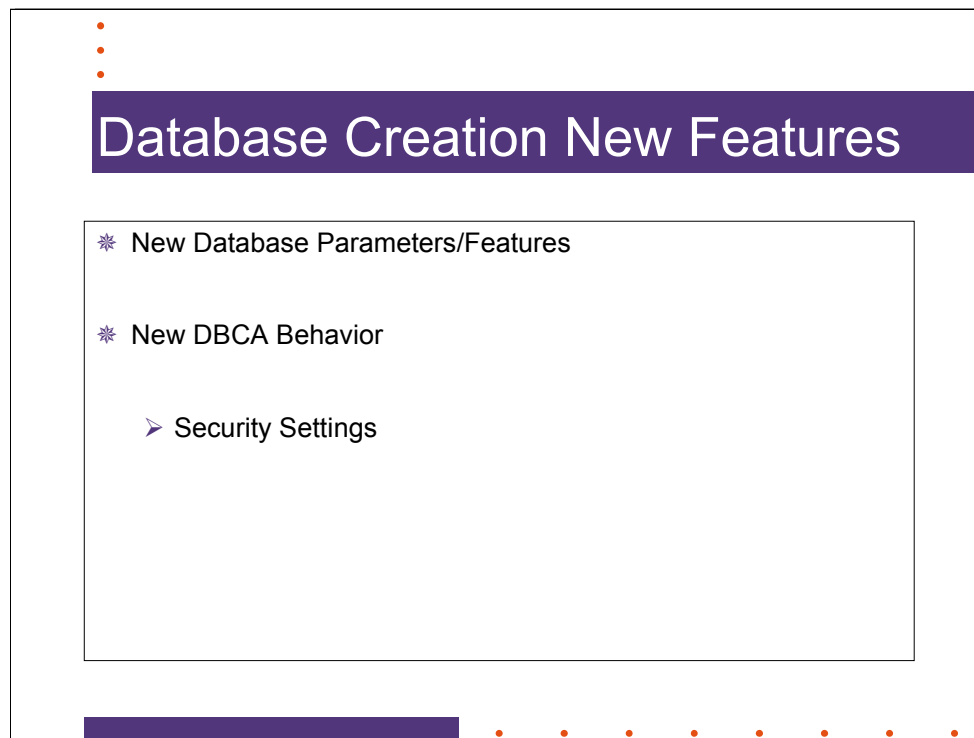 Database Creation New Features
New Database Parameters/Features
New DBCA Behavior
Security Settings